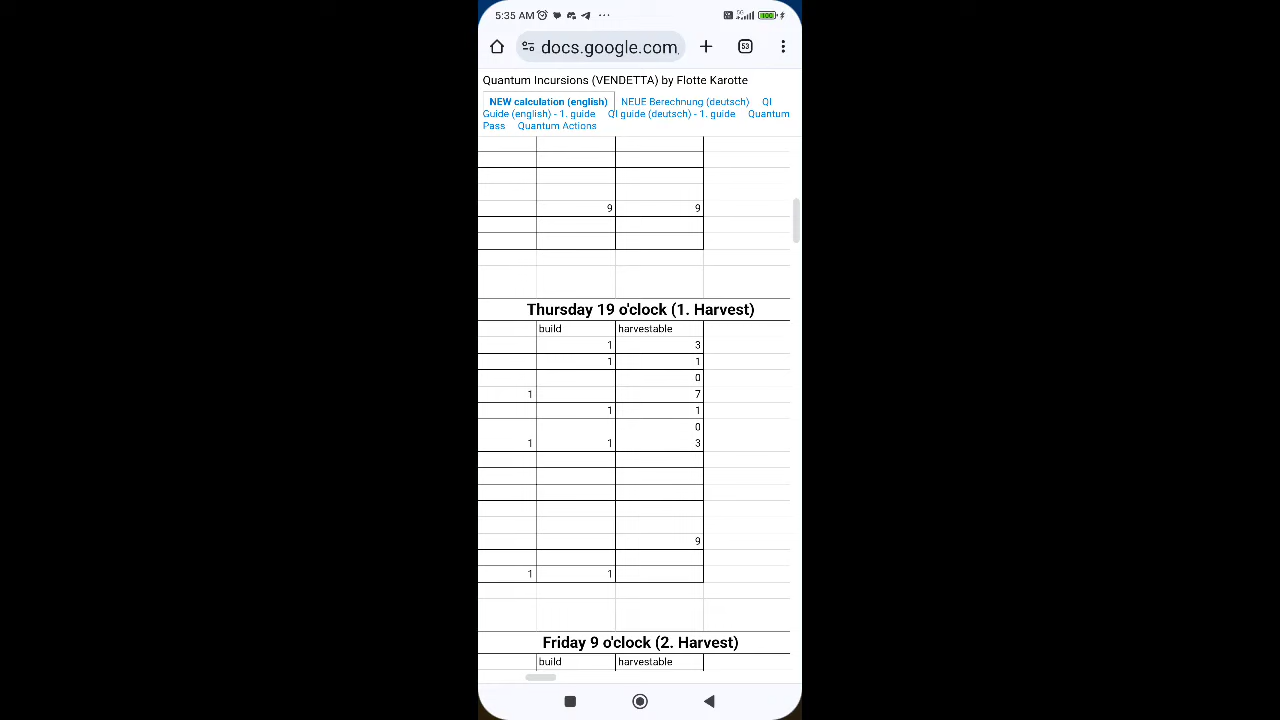 5:35 AM ... 5G 100
docs.google.com, 53
Quantum Incursions (VENDETTA) by Flotte Karotte
NEW calculation (english) NEUE Berechnung (deutsch) QI
Guide (english) - 1. guide QI guide (deutsch) - 1. guide Quantum
Pass Quantum Actions
9 9
Thursday 19 o'clock (1. Harvest)
build harvestable
1 3
1 1
0
1 7
1 1
0
1 1 3
9
1 1
Friday 9 o'clock (2. Harvest)
build harvestable